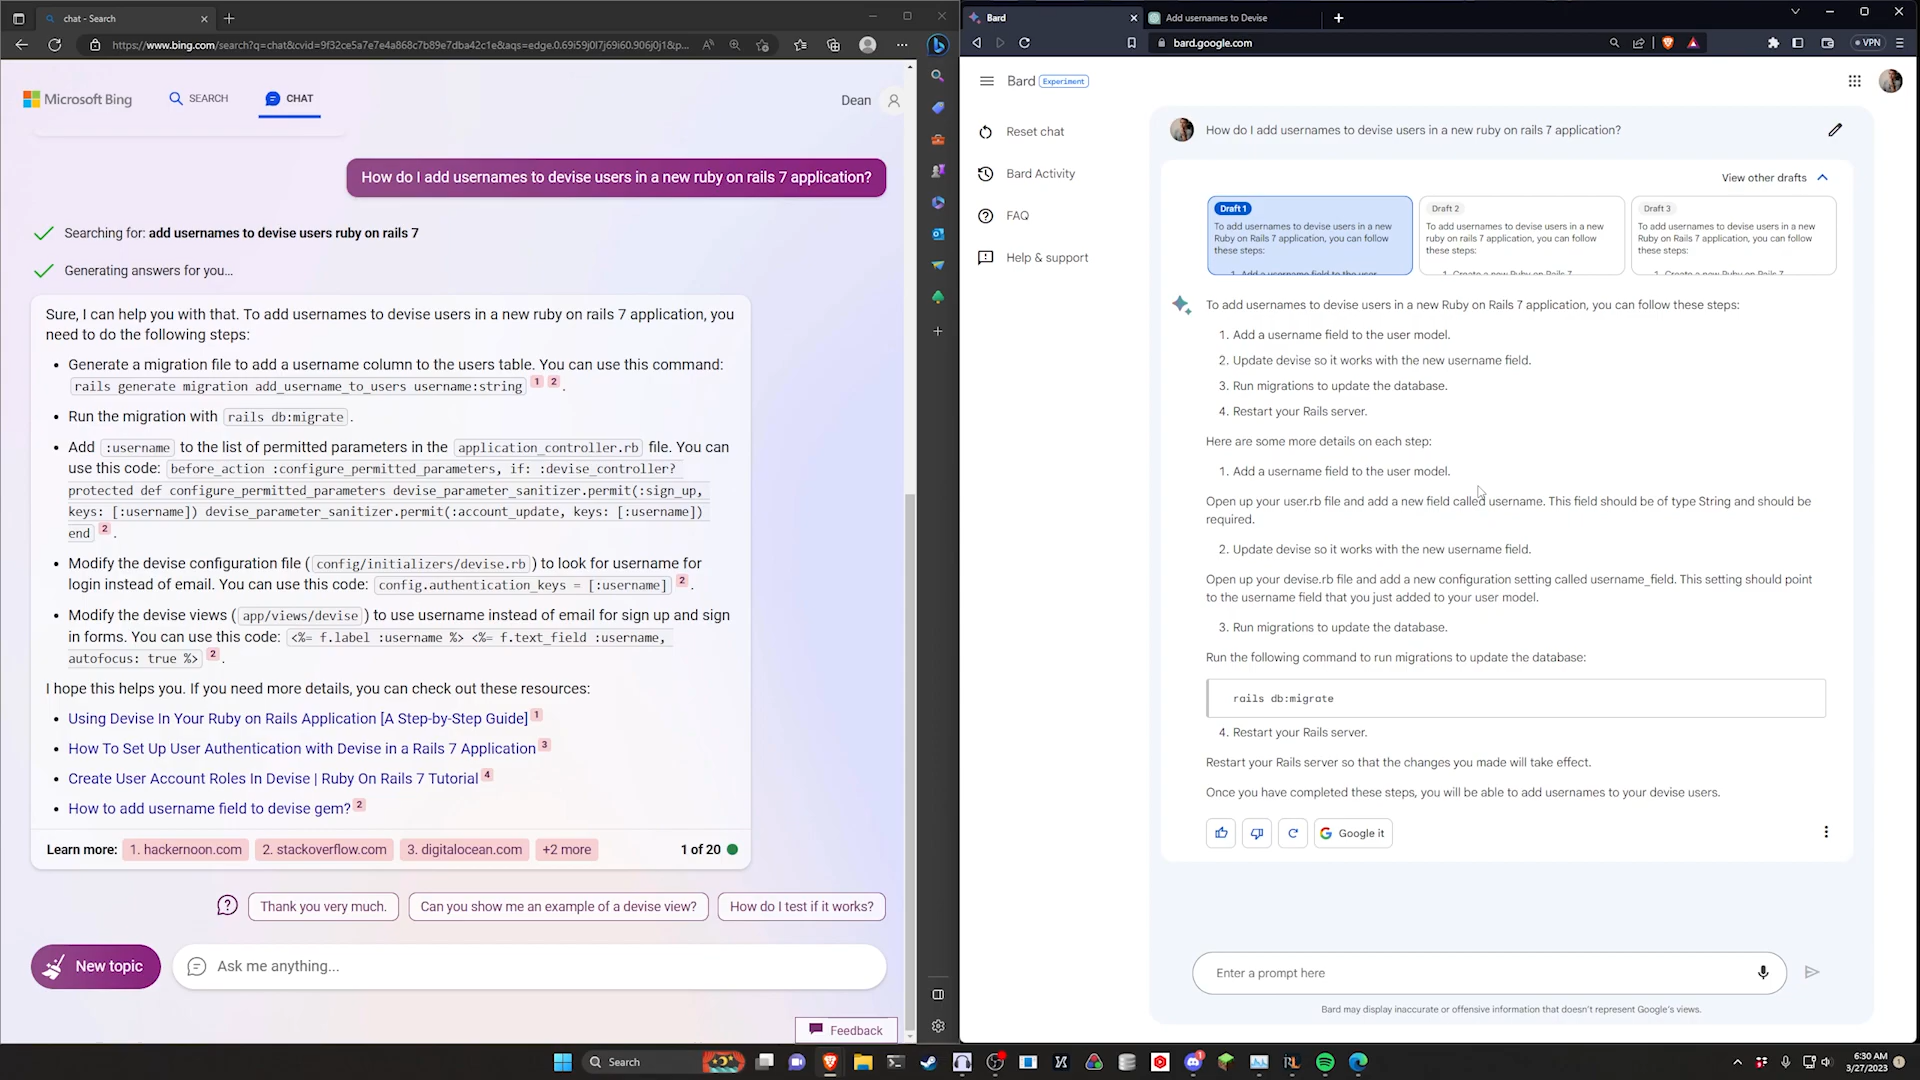 chat - Search
https://www.bing.com/search?q=chat&cvid=9f32ce5a7e7e4a868c7b89e7dba42c1e&aqs=edge.0.69i59j0l7j69i60.906j0j1&p...
Microsoft Bing
SEARCH
CHAT
Dean
How do I add usernames to devise users in a new ruby on rails 7 application?
Searching for: add usernames to devise users ruby on rails 7
Generating answers for you...
Sure, I can help you with that. To add usernames to devise users in a new ruby on rails 7 application, you
need to do the following steps:
• Generate a migration file to add a username column to the users table. You can use this command:
rails generate migration add_username_to_users username:string 1 2 .
• Run the migration with rails db:migrate .
• Add :username to the list of permitted parameters in the application_controller.rb file. You can
use this code: before_action :configure_permitted_parameters, if: :devise_controller?
protected def configure_permitted_parameters devise_parameter_sanitizer.permit(:sign_up,
keys: [:username]) devise_parameter_sanitizer.permit(:account_update, keys: [:username])
end 2 .
• Modify the devise configuration file ( config/initializers/devise.rb ) to look for username for
login instead of email. You can use this code: config.authentication_keys = [:username] 2 .
• Modify the devise views ( app/views/devise ) to use username instead of email for sign up and sign
in forms. You can use this code: <%= f.label :username %> <%= f.text_field :username,
autofocus: true %> 2 .
I hope this helps you. If you need more details, you can check out these resources:
• Using Devise In Your Ruby on Rails Application [A Step-by-Step Guide] 1
• How To Set Up User Authentication with Devise in a Rails 7 Application 3
• Create User Account Roles In Devise | Ruby On Rails 7 Tutorial 4
• How to add username field to devise gem? 2
Learn more: 1. hackernoon.com 2. stackoverflow.com 3. digitalocean.com +2 more 1 of 20
Thank you very much.
Can you show me an example of a devise view?
How do I test if it works?
New topic
Ask me anything...
Feedback
Bard
Add usernames to Devise
bard.google.com
VPN
Bard Experiment
Reset chat
Bard Activity
FAQ
Help & support
How do I add usernames to devise users in a new ruby on rails 7 application?
View other drafts
Draft 1
To add usernames to devise users in a new
Ruby on Rails 7 application, you can follow
these steps:
1. Add a username field to the user
Draft 2
To add usernames to devise users in a new
ruby on rails 7 application, you can follow
these steps:
1. Create a new Ruby on Rails 7
Draft 3
To add usernames to devise users in a new
Ruby on Rails 7 application, you can follow
these steps:
1. Create a new Ruby on Rails 7
To add usernames to devise users in a new Ruby on Rails 7 application, you can follow these steps:
1. Add a username field to the user model.
2. Update devise so it works with the new username field.
3. Run migrations to update the database.
4. Restart your Rails server.
Here are some more details on each step:
1. Add a username field to the user model.
Open up your user.rb file and add a new field called username. This field should be of type String and should be
required.
2. Update devise so it works with the new username field.
Open up your devise.rb file and add a new configuration setting called username_field. This setting should point
to the username field that you just added to your user model.
3. Run migrations to update the database.
Run the following command to run migrations to update the database:
rails db:migrate
4. Restart your Rails server.
Restart your Rails server so that the changes you made will take effect.
Once you have completed these steps, you will be able to add usernames to your devise users.
Google it
Enter a prompt here
Bard may display inaccurate or offensive information that doesn't represent Google's views.
Search
6:30 AM
3/27/2023